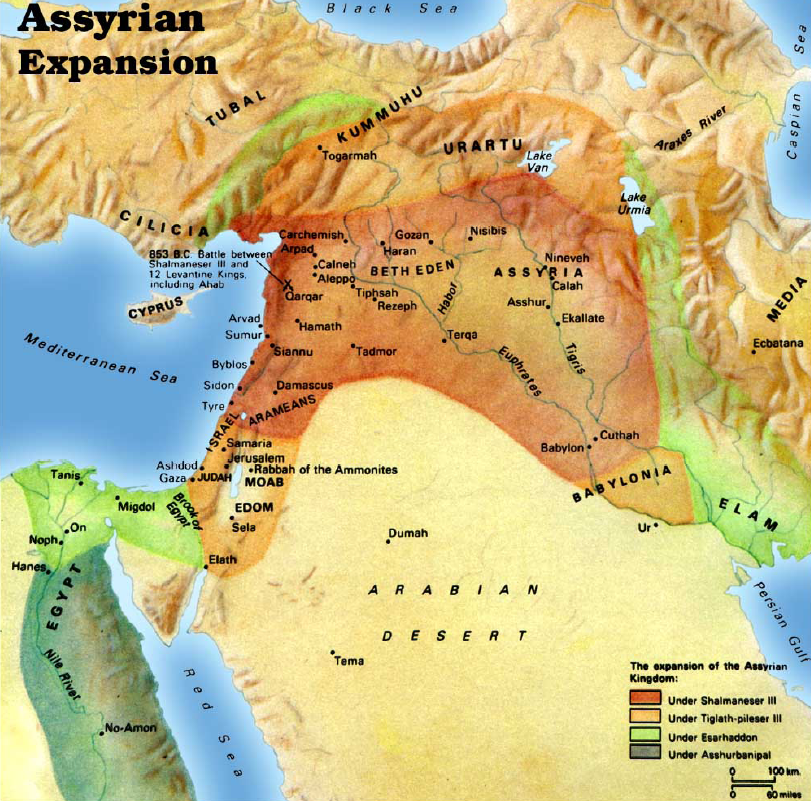 Assyrian
Expansion
Black Sea
Caspian Sea
TUBAL
KUMMUHU
Togarmah
URARTU
Lake
Van
Araxes River
Lake
Urmia
CILICIA
Carchemish
Gozan
Nisibis
Haran
Arpad
853 B.C. Battle between
Shalmaneser III and
12 Levantine Kings,
including Ahab
Calneh
Aleppo
BETH EDEN
ASSYRIA
Nineveh
Calah
MEDIA
CYPRUS
Qarqar
Tiphsah
Rezeph
Habor
Asshur
Ekallate
Arvad
Sumur
Hamath
Siannu
Tadmor
Terqa
Euphrates
Tigris
Ecbatana
Mediterranean Sea
Byblos
Sidon
Damascus
Tyre
ISRAEL
ARAMEANS
Samaria
Cuthah
Babylon
Jerusalem
Ashdod
Gaza
JUDAH
Rabbah of the Ammonites
MOAB
BABYLONIA
Tanis
Migdol
Brook of
Egypt
EDOM
Sela
ELAM
On
Noph
Ur
Dumah
Hanes
Elath
EGYPT
ARABIAN
DESERT
Persian Gulf
Nile River
Tema
Red Sea
No-Amon
The expansion of the Assyrian
Kingdom:
Under Shalmaneser III
Under Tiglath-pileser III
Under Esarhaddon
Under Asshurbanipal
0 100 km.
0 60 miles